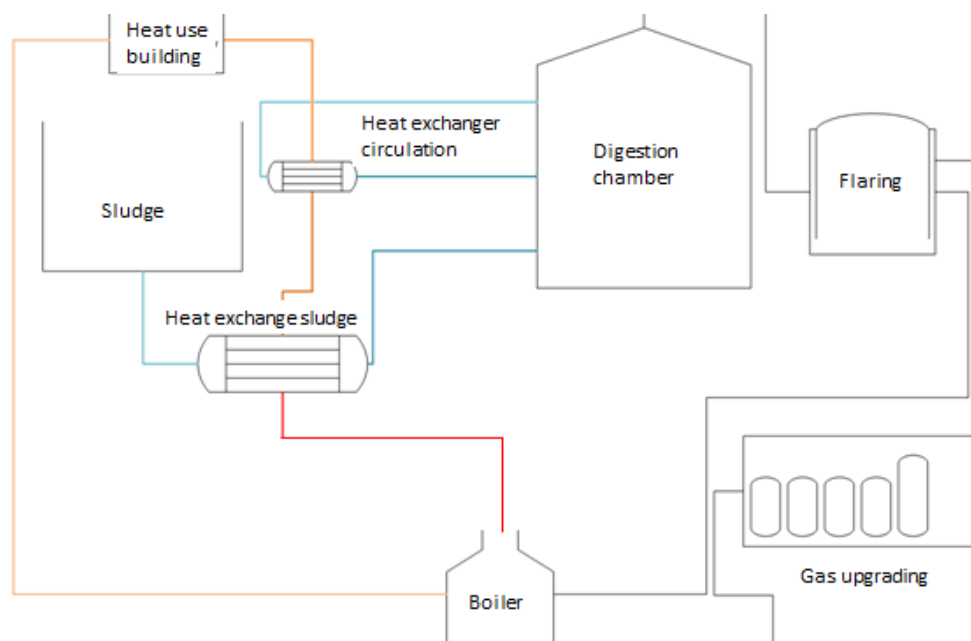 Heat use
building
Heat exchanger
circulation
Digestion
chamber
Flaring
Sludge
Heat exchange sludge
Gas upgrading
Boiler